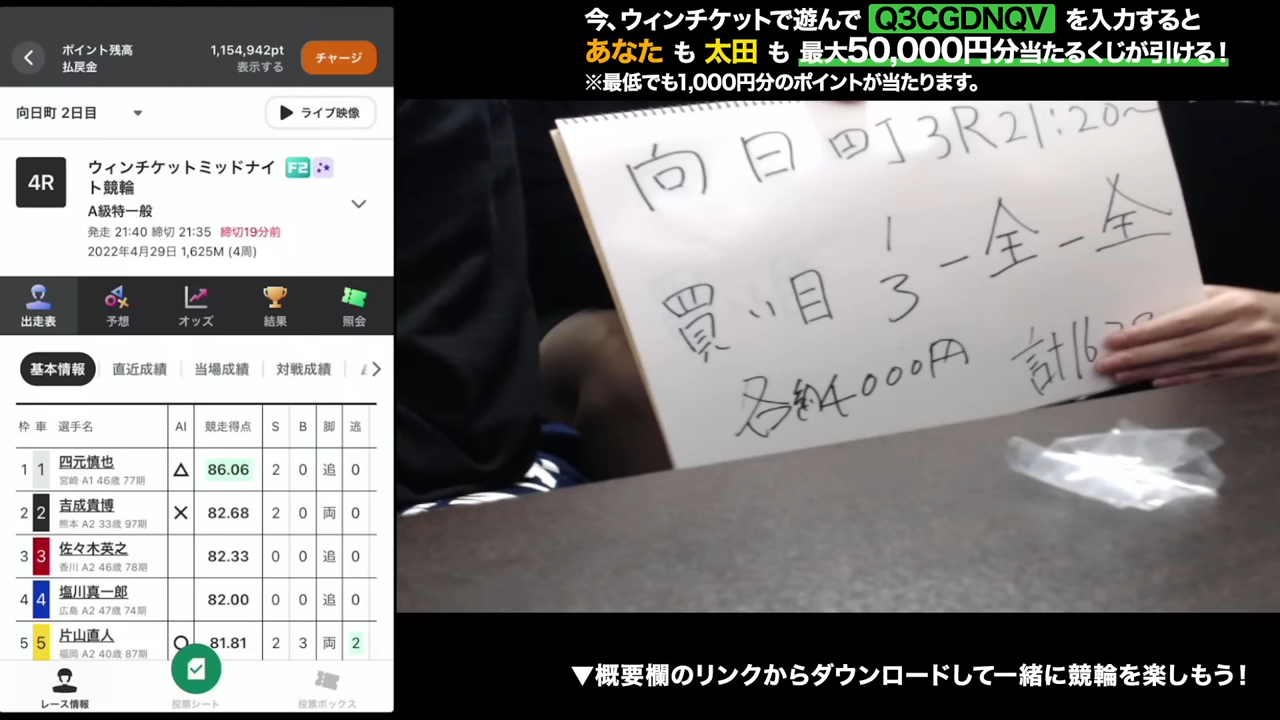 今、ウィンチケットで遊んで Q3CGDNQV を入力すると
あなた も 太田 も 最大50,000円分当たるくじが引ける!
※最低でも1,000円分のポイントが当たります。
ポイント残高 1,154,942pt
払戻金 表示する
チャージ
向日町 2日目
ライブ映像
4R
ウィンチケットミッドナイ
ト競輪
F2
A級特一般
発走 21:40 締切 21:35 締切19分前
2022年4月29日 1,625M (4周)
出走表 予想 オッズ 結果 照会
基本情報 直近成績 当場成績 対戦成績
枠 車 選手名 AI 競走得点 S B 脚 逃
1 1 四元慎也 △ 86.06 2 0 追 0
宮崎 A1 46歳 77期
2 2 吉成貴博 × 82.68 2 0 両 0
熊本 A2 33歳 97期
3 3 佐々木英之 82.33 0 0 追 0
香川 A2 46歳 78期
4 4 塩川真一郎 82.00 0 0 追 0
広島 A2 47歳 74期
5 5 片山直人 ○ 81.81 2 3 両 2
福岡 A2 40歳 87期
レース情報 投票シート 投票ボックス
向日町3R21:20〜
買い目 1 3 - 全 - 全
各約4000円 計16
▼概要欄のリンクからダウンロードして一緒に競輪を楽しもう!